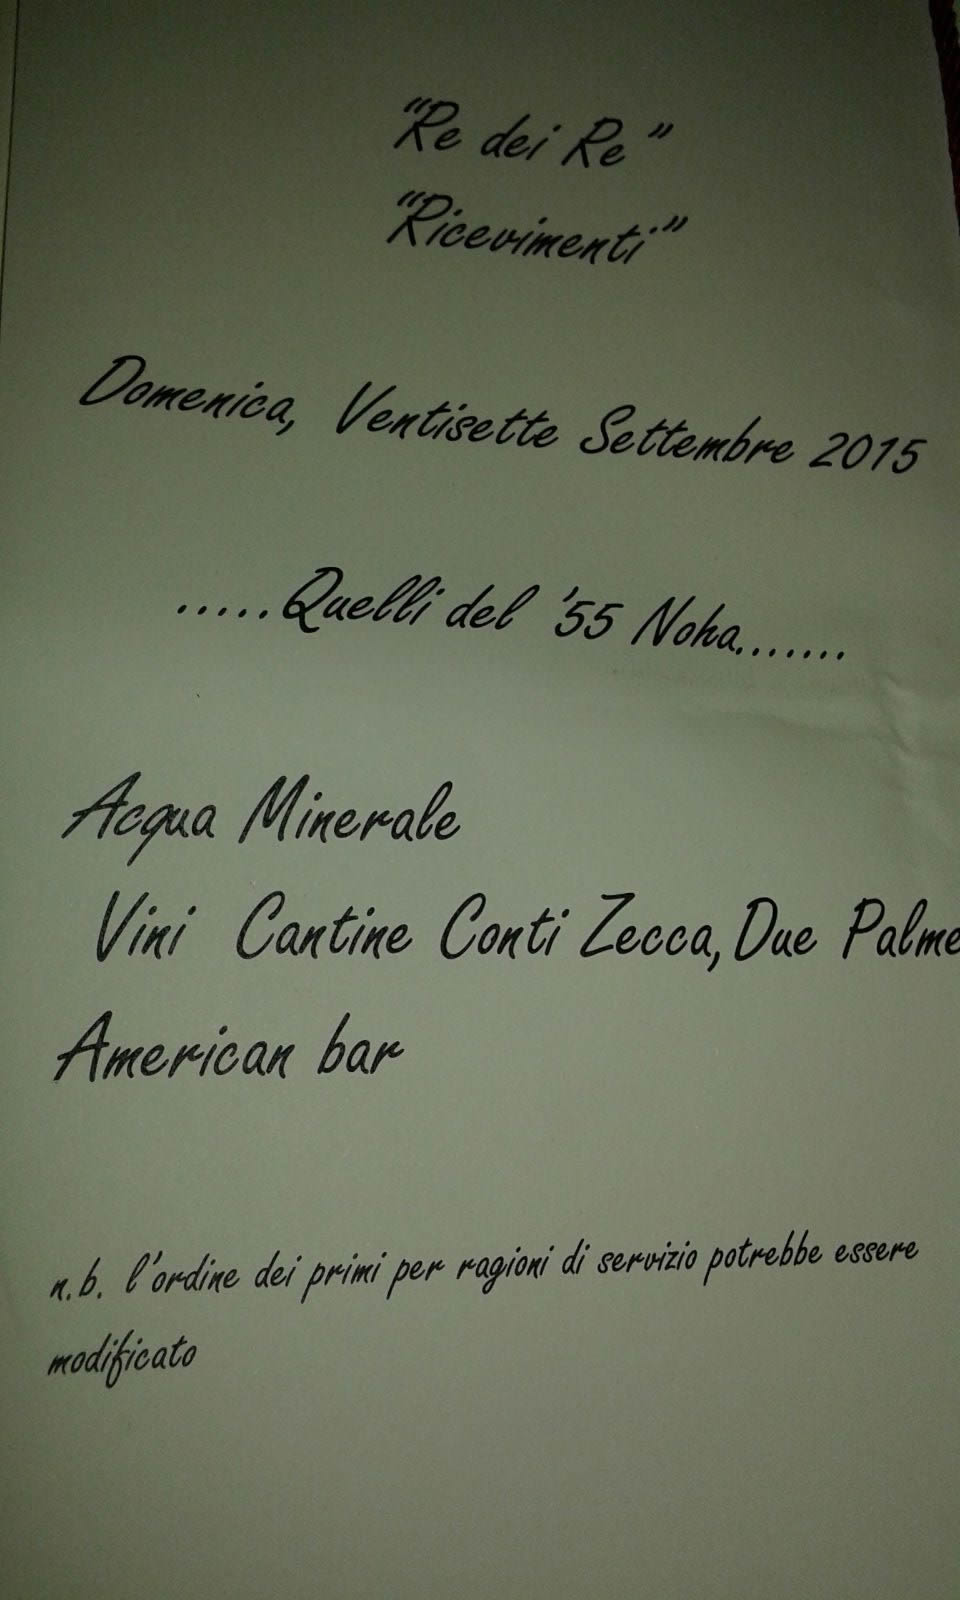 "Re dei Re"
"Ricevimenti"
Domenica, Ventisette Settembre 2015
.....Quelli del '55 Noha.......
Acqua Minerale
Vini Cantine Conti Zecca,Due Palme
American bar
n.b. l'ordine dei primi per ragioni di servizio potrebbe essere
modificato